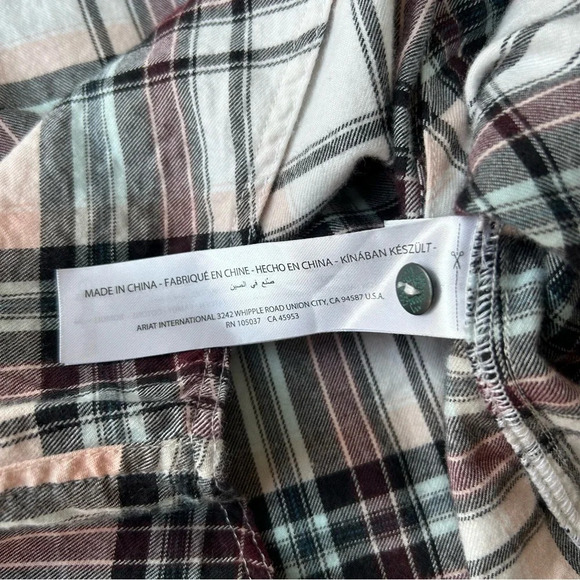 MADE IN CHINA - FABRIQUÉ EN CHINE - HECHO EN CHINA - KÍNÁBAN KÉSZÜLT -
صنع في الصين
ARIAT INTERNATIONAL 3242 WHIPPLE ROAD UNION CITY, CA 94587 U.S.A.
RN 105037 CA 45953